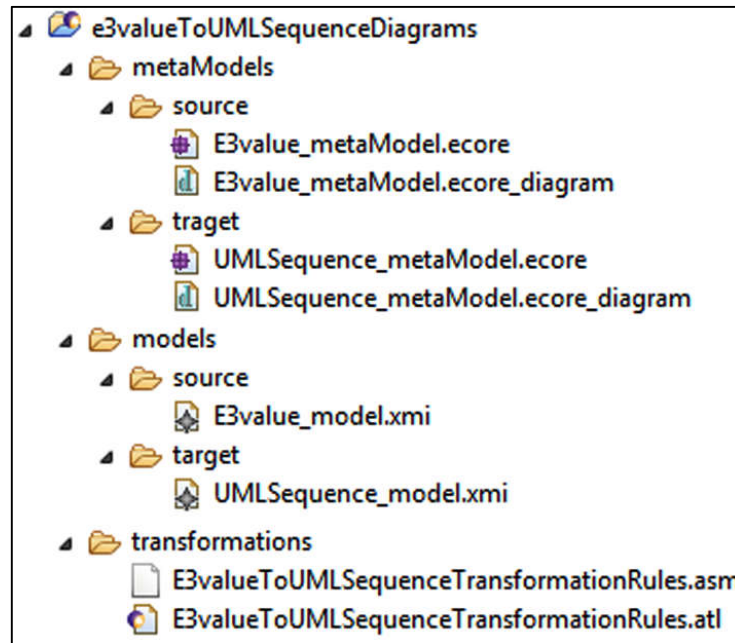 e3valueToUMLSequenceDiagrams
metaModels
source
E3value_metaModel.ecore
E3value_metaModel.ecore_diagram
traget
UMLSequence_metaModel.ecore
UMLSequence_metaModel.ecore_diagram
models
source
E3value_model.xmi
target
UMLSequence_model.xmi
transformations
E3valueToUMLSequenceTransformationRules.asm
E3valueToUMLSequenceTransformationRules.atl